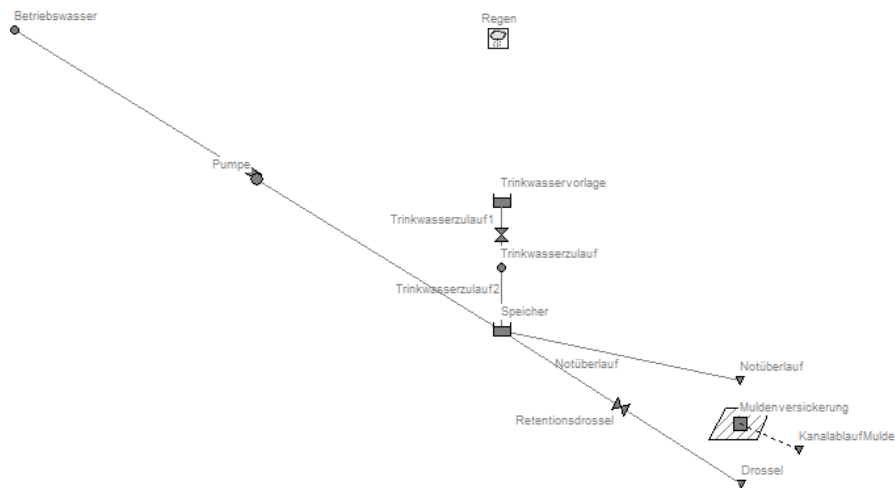 Betriebswasser
Regen
Pumpe
Trinkwasservorlage
Trinkwasserzulauf1
Trinkwasserzulauf
Trinkwasserzulauf2
Speicher
Notüberlauf
Notüberlauf
Muldenversickerung
Retentionsdrossel
KanalablaufMulde
Drossel